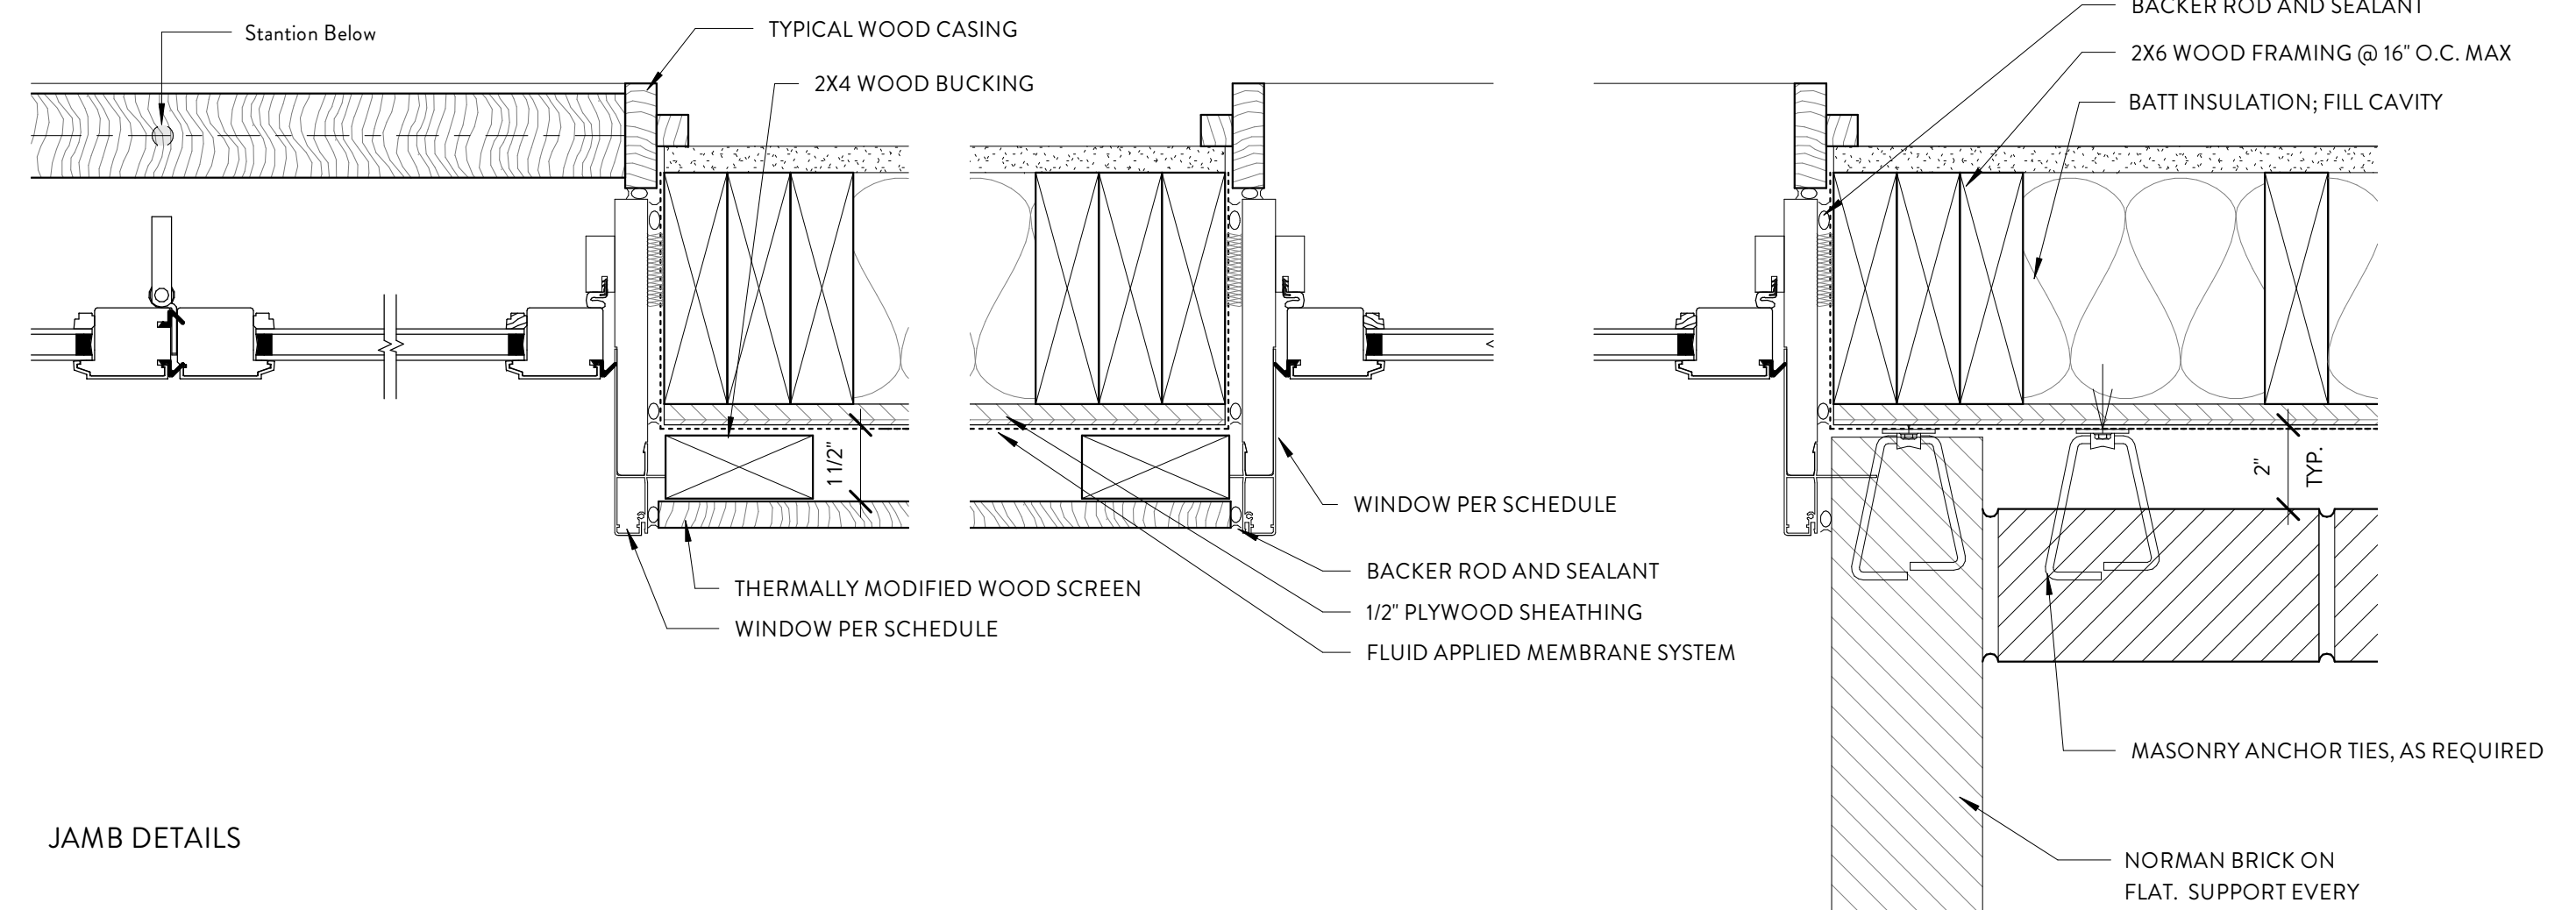 BACKER ROD AND SEALANT
Stantion Below
TYPICAL WOOD CASING
2X6 WOOD FRAMING @ 16" O.C. MAX
2X4 WOOD BUCKING
BATT INSULATION; FILL CAVITY
1 1/2"
2"
TYP.
WINDOW PER SCHEDULE
BACKER ROD AND SEALANT
THERMALLY MODIFIED WOOD SCREEN
1/2" PLYWOOD SHEATHING
WINDOW PER SCHEDULE
FLUID APPLIED MEMBRANE SYSTEM
MASONRY ANCHOR TIES, AS REQUIRED
JAMB DETAILS
NORMAN BRICK ON
FLAT. SUPPORT EVERY